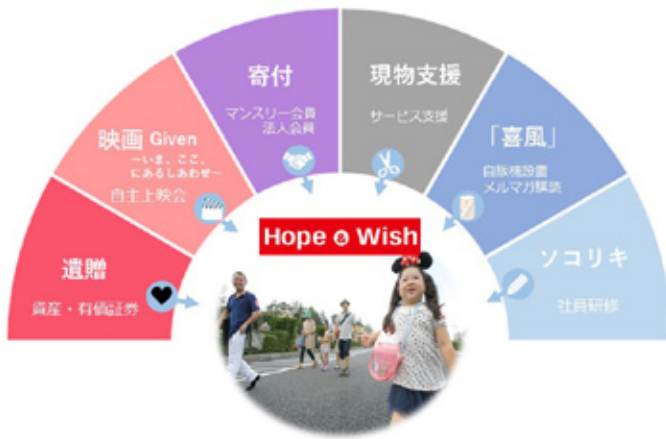 遺贈
資産・有価証券
映画 Given
～いま、ここ、
にあるしあわせ～
自主上映会
寄付
マンスリー会員
法人会員
現物支援
サービス支援
「喜風」
自販機設置
メルマガ購読
ソコリキ
社員研修
Hope & Wish